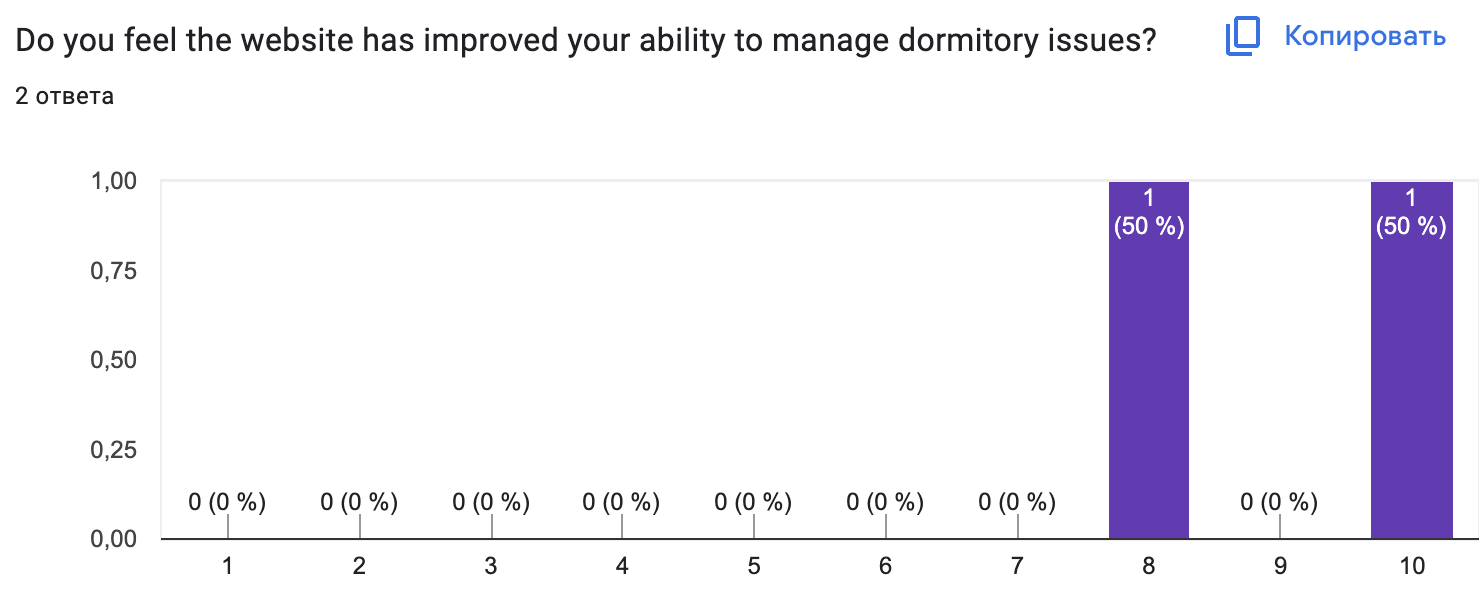 Do you feel the website has improved your ability to manage dormitory issues?
Копировать
2 ответа
1,00
0,75
0,50
0,25
0,00
0 (0 %) 0 (0 %) 0 (0 %) 0 (0 %) 0 (0 %) 0 (0 %) 0 (0 %) 1 (50 %) 0 (0 %) 1 (50 %)
1 2 3 4 5 6 7 8 9 10